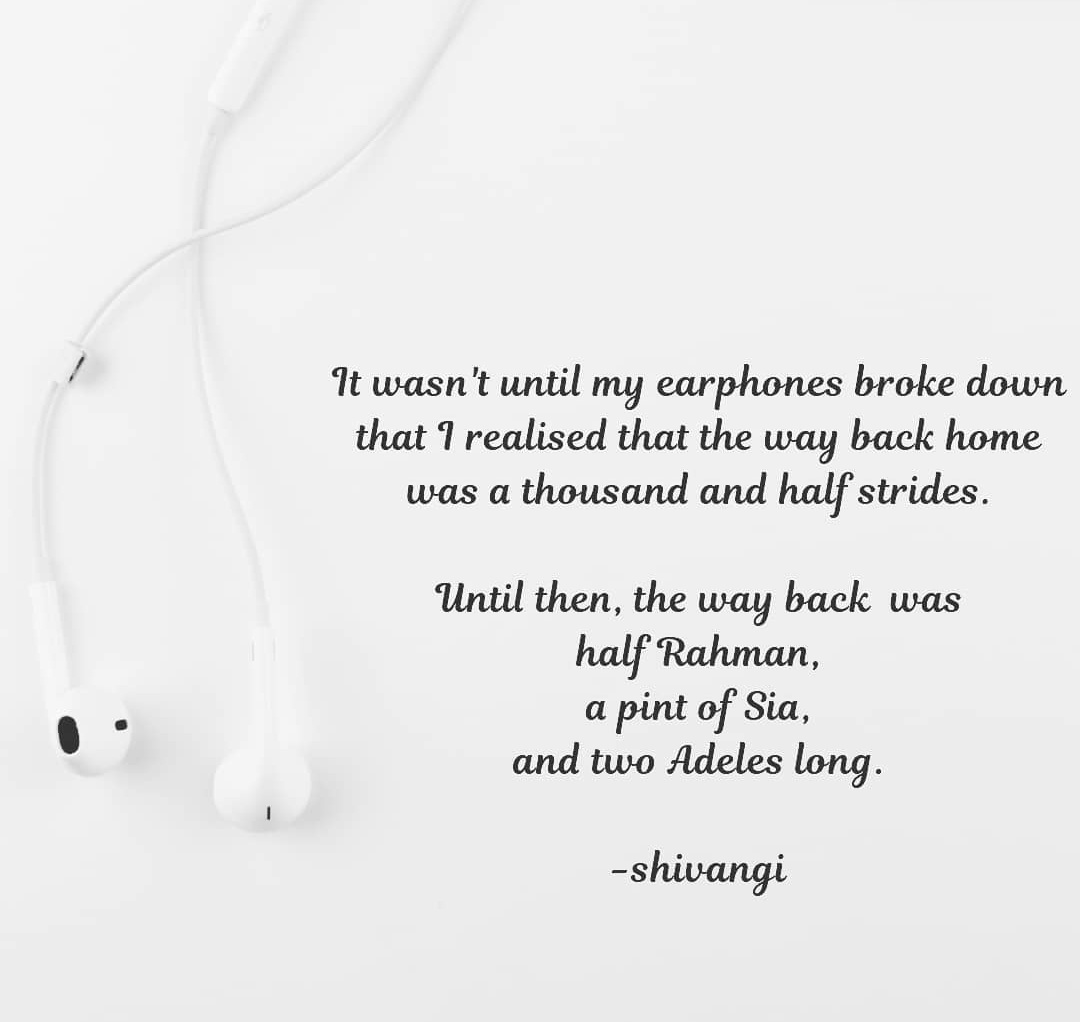 It wasn't until my earphones broke down
that I realised that the way back home
was a thousand and half strides.
Until then, the way back was
half Rahman,
a pint of Sia,
and two Adeles long.
-shivangi